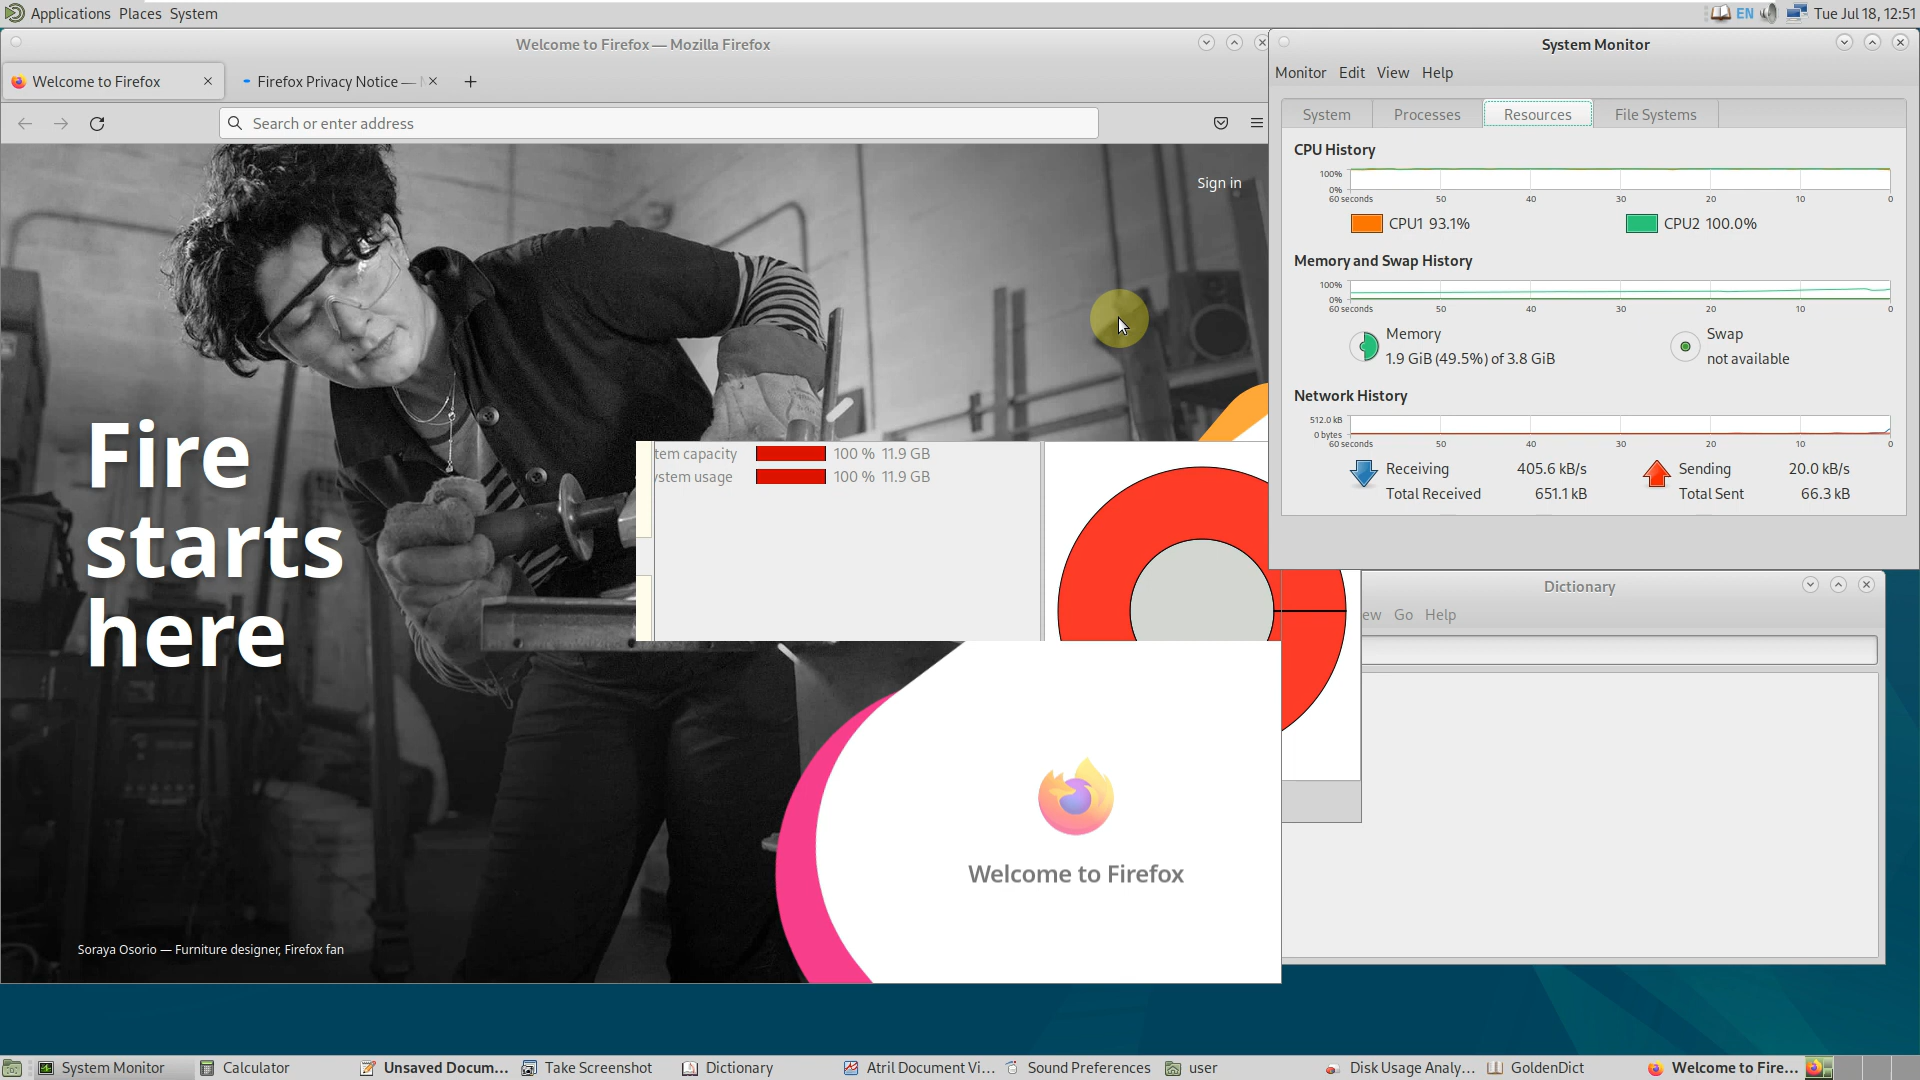 Applications Places System
EN Tue Jul 18, 12:51
Welcome to Firefox — Mozilla Firefox
Welcome to Firefox
Firefox Privacy Notice —
Search or enter address
Sign in
Fire
starts
here
Soraya Osorio — Furniture designer, Firefox fan
tem capacity 100 % 11.9 GB
ystem usage 100 % 11.9 GB
Welcome to Firefox
System Monitor
Monitor Edit View Help
System Processes Resources File Systems
CPU History
100%
0%
60 seconds 50 40 30 20 10 0
CPU1 93.1% CPU2 100.0%
Memory and Swap History
100%
0%
60 seconds 50 40 30 20 10 0
Memory
1.9 GiB (49.5%) of 3.8 GiB
Swap
not available
Network History
512.0 kB
0 bytes
60 seconds 50 40 30 20 10 0
Receiving 405.6 kB/s Sending 20.0 kB/s
Total Received 651.1 kB Total Sent 66.3 kB
Dictionary
ew Go Help
System Monitor Calculator Unsaved Docum... Take Screenshot Dictionary Atril Document Vi... Sound Preferences user Disk Usage Analy... GoldenDict Welcome to Fire...